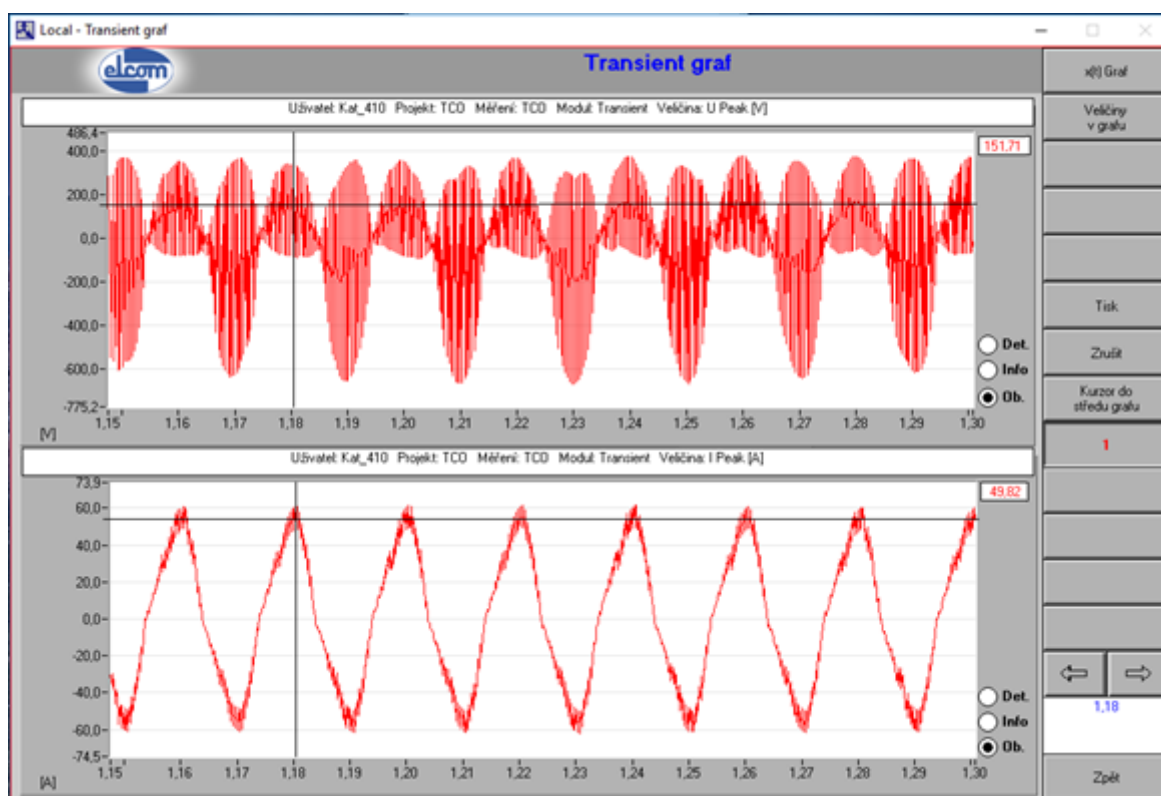 Local - Transient graf
elcom
Transient graf
x(t) Graf
Veličiny
v grafu
Tisk
Zrušit
Kurzor do
středu grafu
1
1,18
Zpět
Uživatel: Kat_410 Projekt: TCO Měření: TCO Modul: Transient Veličina: U Peak [V]
486,4
400,0
200,0
0,0
-200,0
-400,0
-600,0
-775,2
151,71
Det.
Info
Ob.
1,15 1,16 1,17 1,18 1,19 1,20 1,21 1,22 1,23 1,24 1,25 1,26 1,27 1,28 1,29 1,30
[V]
Uživatel: Kat_410 Projekt: TCO Měření: TCO Modul: Transient Veličina: I Peak [A]
73,9
60,0
40,0
20,0
0,0
-20,0
-40,0
-60,0
-74,5
49,82
Det.
Info
Ob.
1,15 1,16 1,17 1,18 1,19 1,20 1,21 1,22 1,23 1,24 1,25 1,26 1,27 1,28 1,29 1,30
[A]